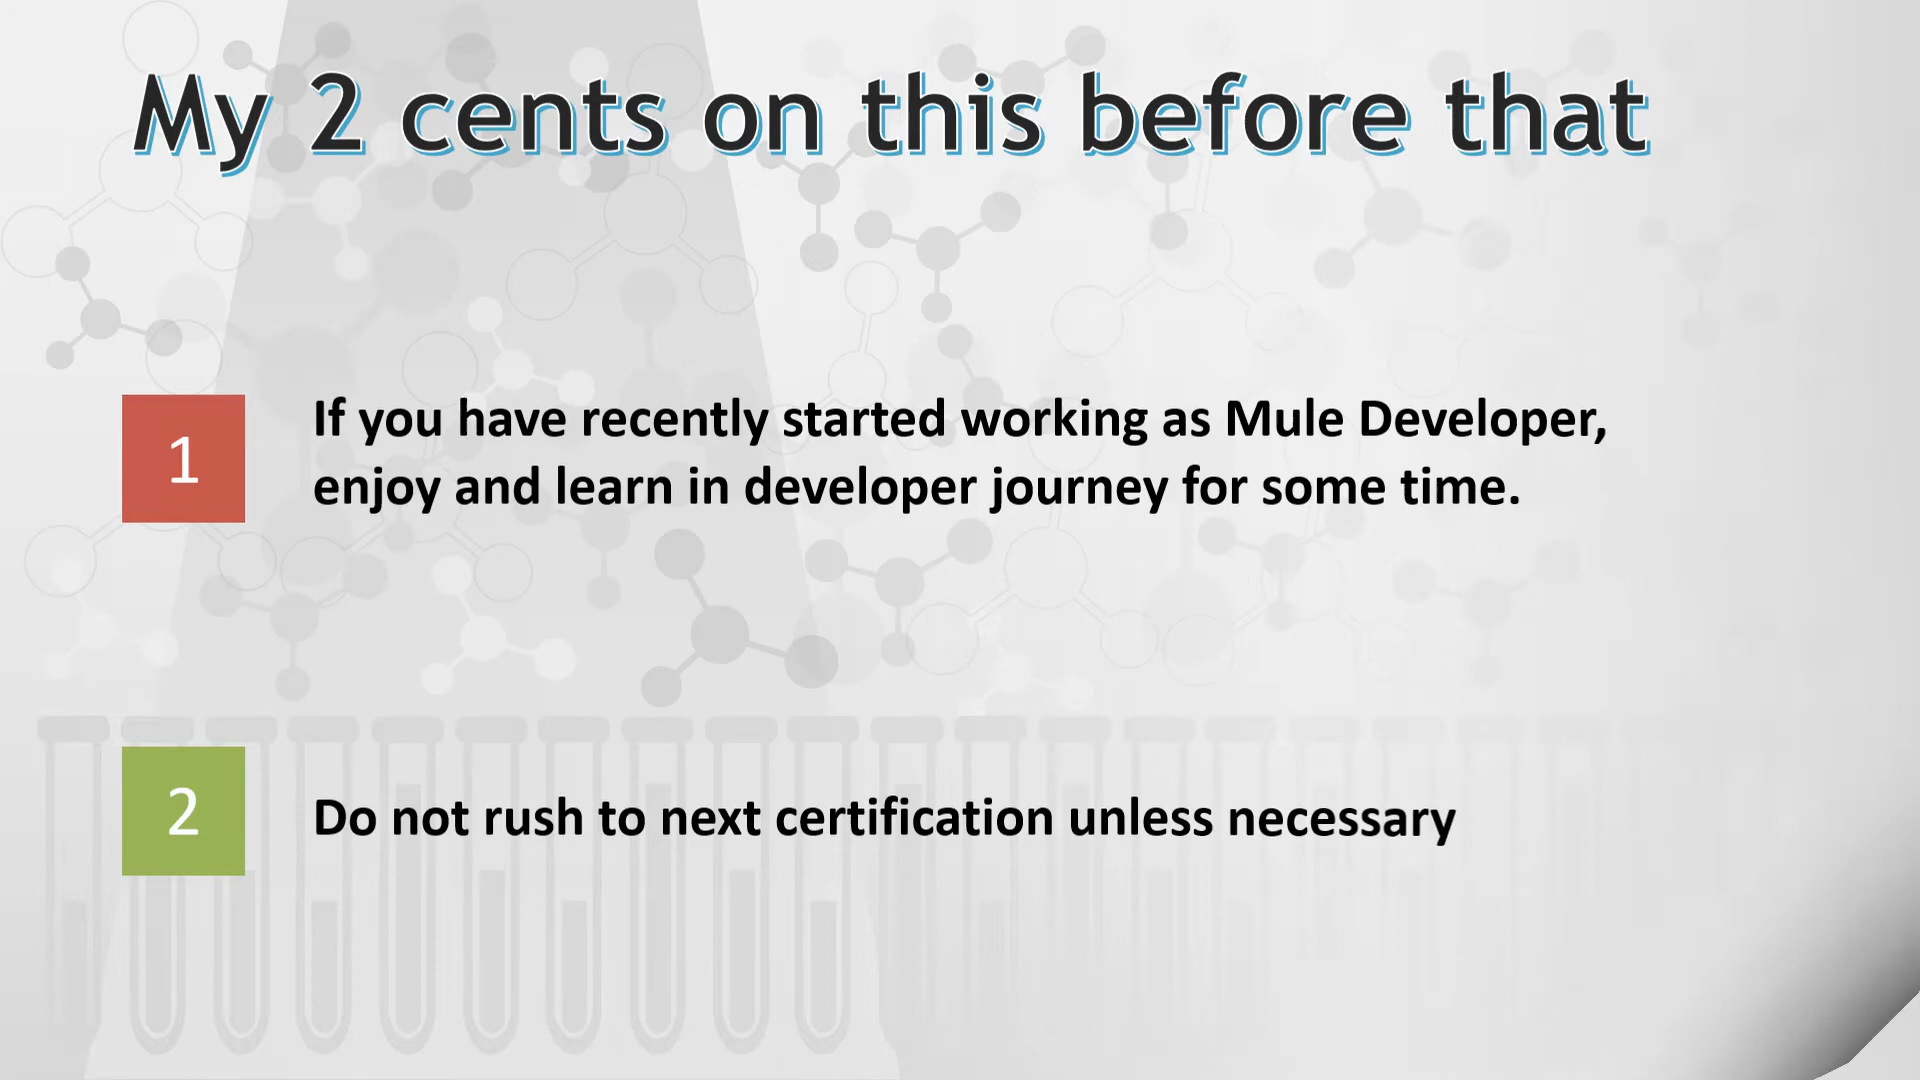 My 2 cents on this before that
1
If you have recently started working as Mule Developer,
enjoy and learn in developer journey for some time.
2
Do not rush to next certification unless necessary